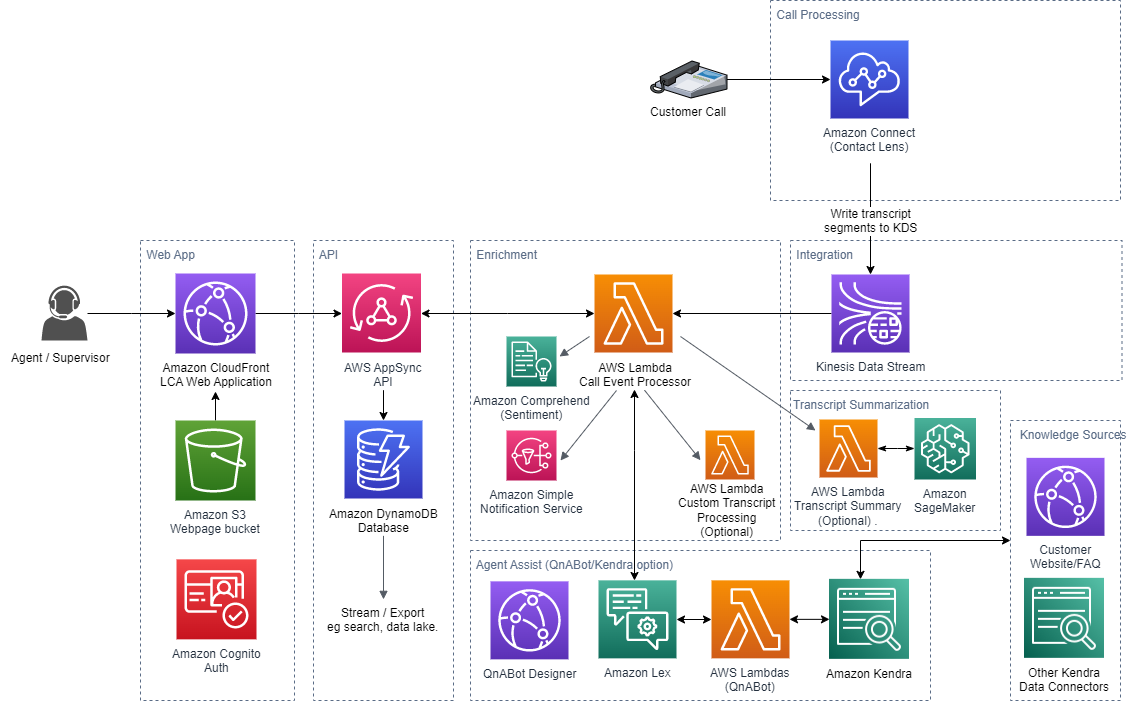 Call Processing
Customer Call
Amazon Connect
(Contact Lens)
Write transcript
segments to KDS
Web App
API
Enrichment
Integration
Agent / Supervisor
Amazon CloudFront
LCA Web Application
AWS AppSync
API
AWS Lambda
Call Event Processor
Kinesis Data Stream
Amazon Comprehend
(Sentiment)
Transcript Summarization
Knowledge Sources
Amazon S3
Webpage bucket
Amazon DynamoDB
Database
Amazon Simple
Notification Service
AWS Lambda
Custom Transcript
Processing
(Optional)
AWS Lambda
Transcript Summary
(Optional) .
Amazon
SageMaker
Customer
Website/FAQ
Agent Assist (QnABot/Kendra option)
Stream / Export
eg search, data lake.
Amazon Cognito
Auth
QnABot Designer
Amazon Lex
AWS Lambdas
(QnABot)
Amazon Kendra
Other Kendra
Data Connectors